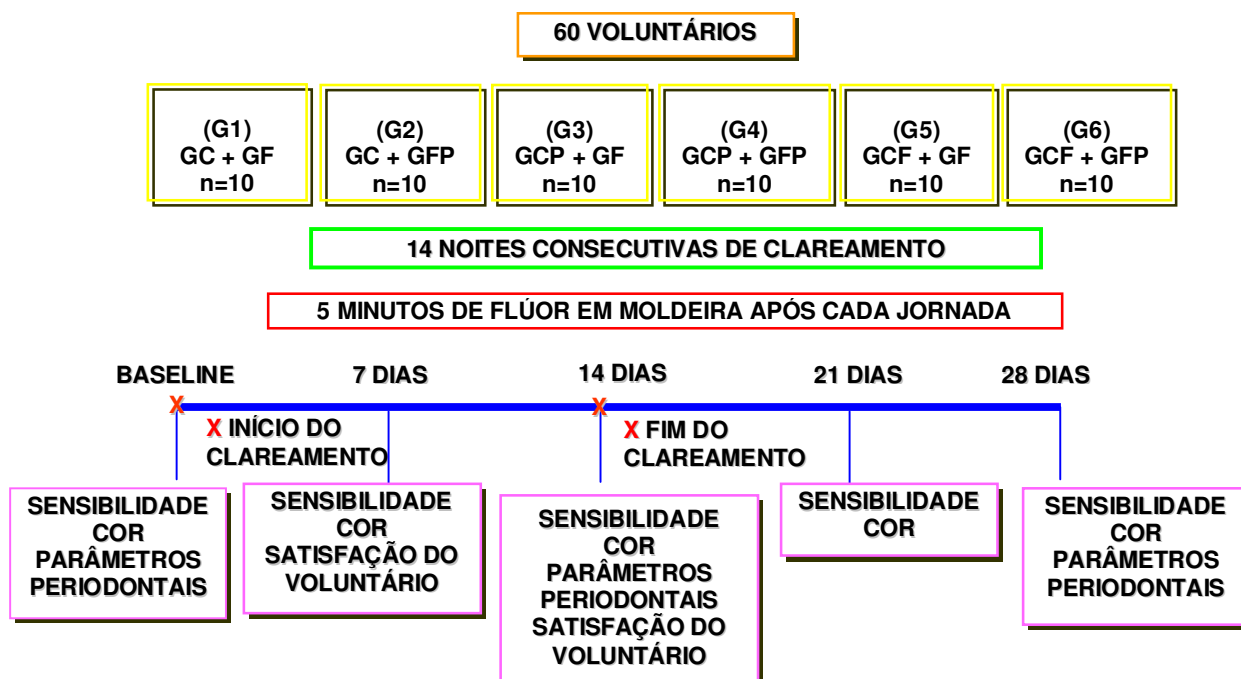 60 VOLUNTÁRIOS
(G1)
GC + GF
n=10
(G2)
GC + GFP
n=10
(G3)
GCP + GF
n=10
(G4)
GCP + GFP
n=10
(G5)
GCF + GF
n=10
(G6)
GCF + GFP
n=10
14 NOITES CONSECUTIVAS DE CLAREAMENTO
5 MINUTOS DE FLÚOR EM MOLDEIRA APÓS CADA JORNADA
BASELINE
7 DIAS
14 DIAS
21 DIAS
28 DIAS
X
X
X INÍCIO DO
CLAREAMENTO
X FIM DO
CLAREAMENTO
SENSIBILIDADE
COR
PARÂMETROS
PERIODONTAIS
SENSIBILIDADE
COR
SATISFAÇÃO DO
VOLUNTÁRIO
SENSIBILIDADE
COR
PARÂMETROS
PERIODONTAIS
SATISFAÇÃO DO
VOLUNTÁRIO
SENSIBILIDADE
COR
SENSIBILIDADE
COR
PARÂMETROS
PERIODONTAIS